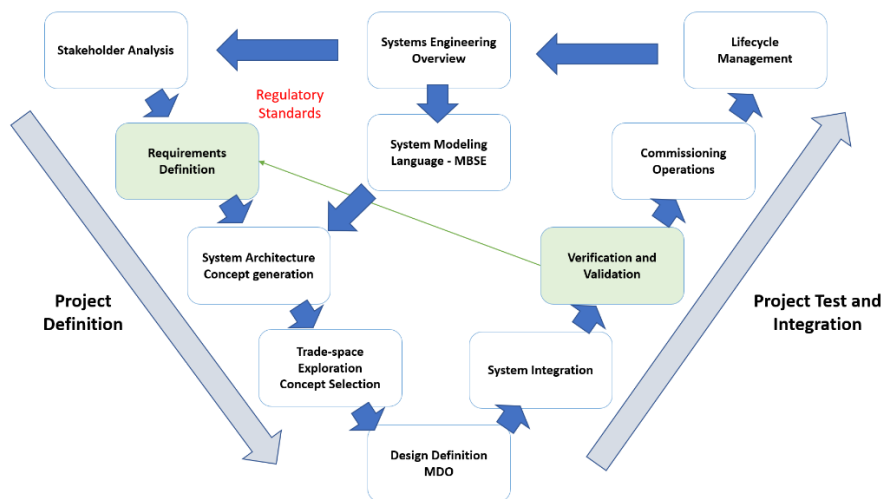 Stakeholder Analysis
Systems Engineering
Overview
Lifecycle
Management
Regulatory
Standards
Requirements
Definition
System Modeling
Language - MBSE
Commissioning
Operations
System Architecture
Concept generation
Verification and
Validation
Project
Definition
Project Test and
Integration
Trade-space
Exploration
Concept Selection
System Integration
Design Definition
MDO